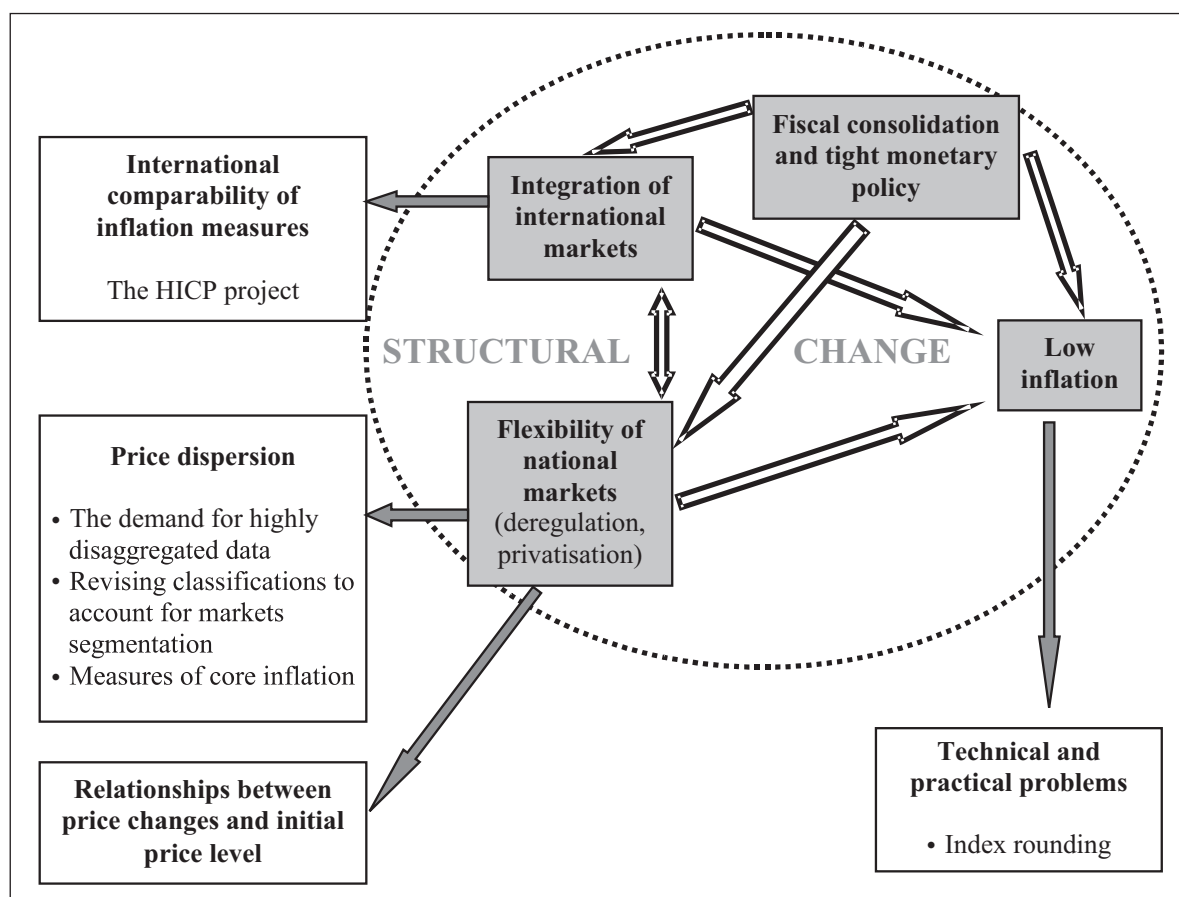 Fiscal consolidation
and tight monetary
policy
International
comparability of
inflation measures
The HICP project
Integration of
international
markets
STRUCTURAL CHANGE
Low
inflation
Flexibility of
national
markets
(deregulation,
privatisation)
Price dispersion
• The demand for highly
disaggregated data
• Revising classifications to
account for markets
segmentation
• Measures of core inflation
Relationships between
price changes and initial
price level
Technical and
practical problems
• Index rounding